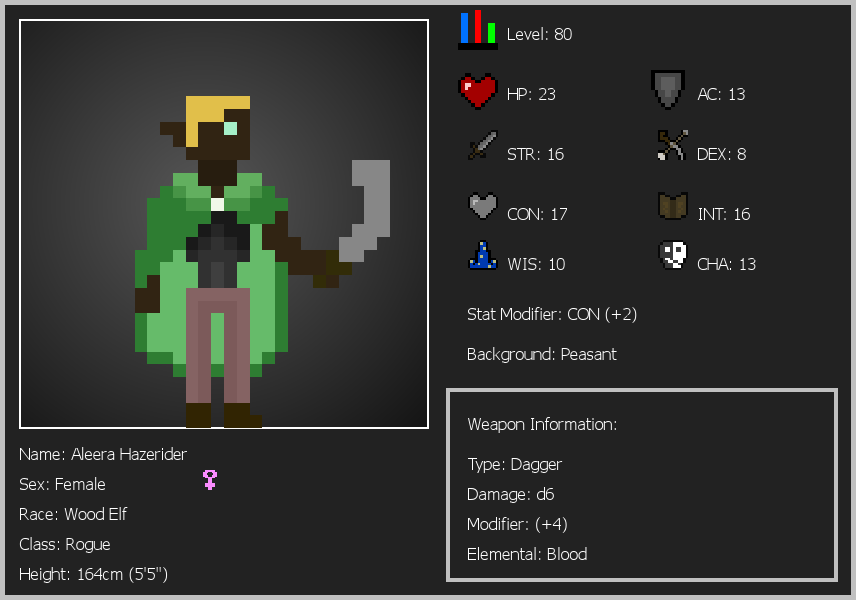 Level: 80
HP: 23
AC: 13
STR: 16
DEX: 8
CON: 17
INT: 16
WIS: 10
CHA: 13
Stat Modifier: CON (+2)
Background: Peasant
Weapon Information:
Type: Dagger
Damage: d6
Modifier: (+4)
Elemental: Blood
Name: Aleera Hazerider
Sex: Female
Race: Wood Elf
Class: Rogue
Height: 164cm (5'5")